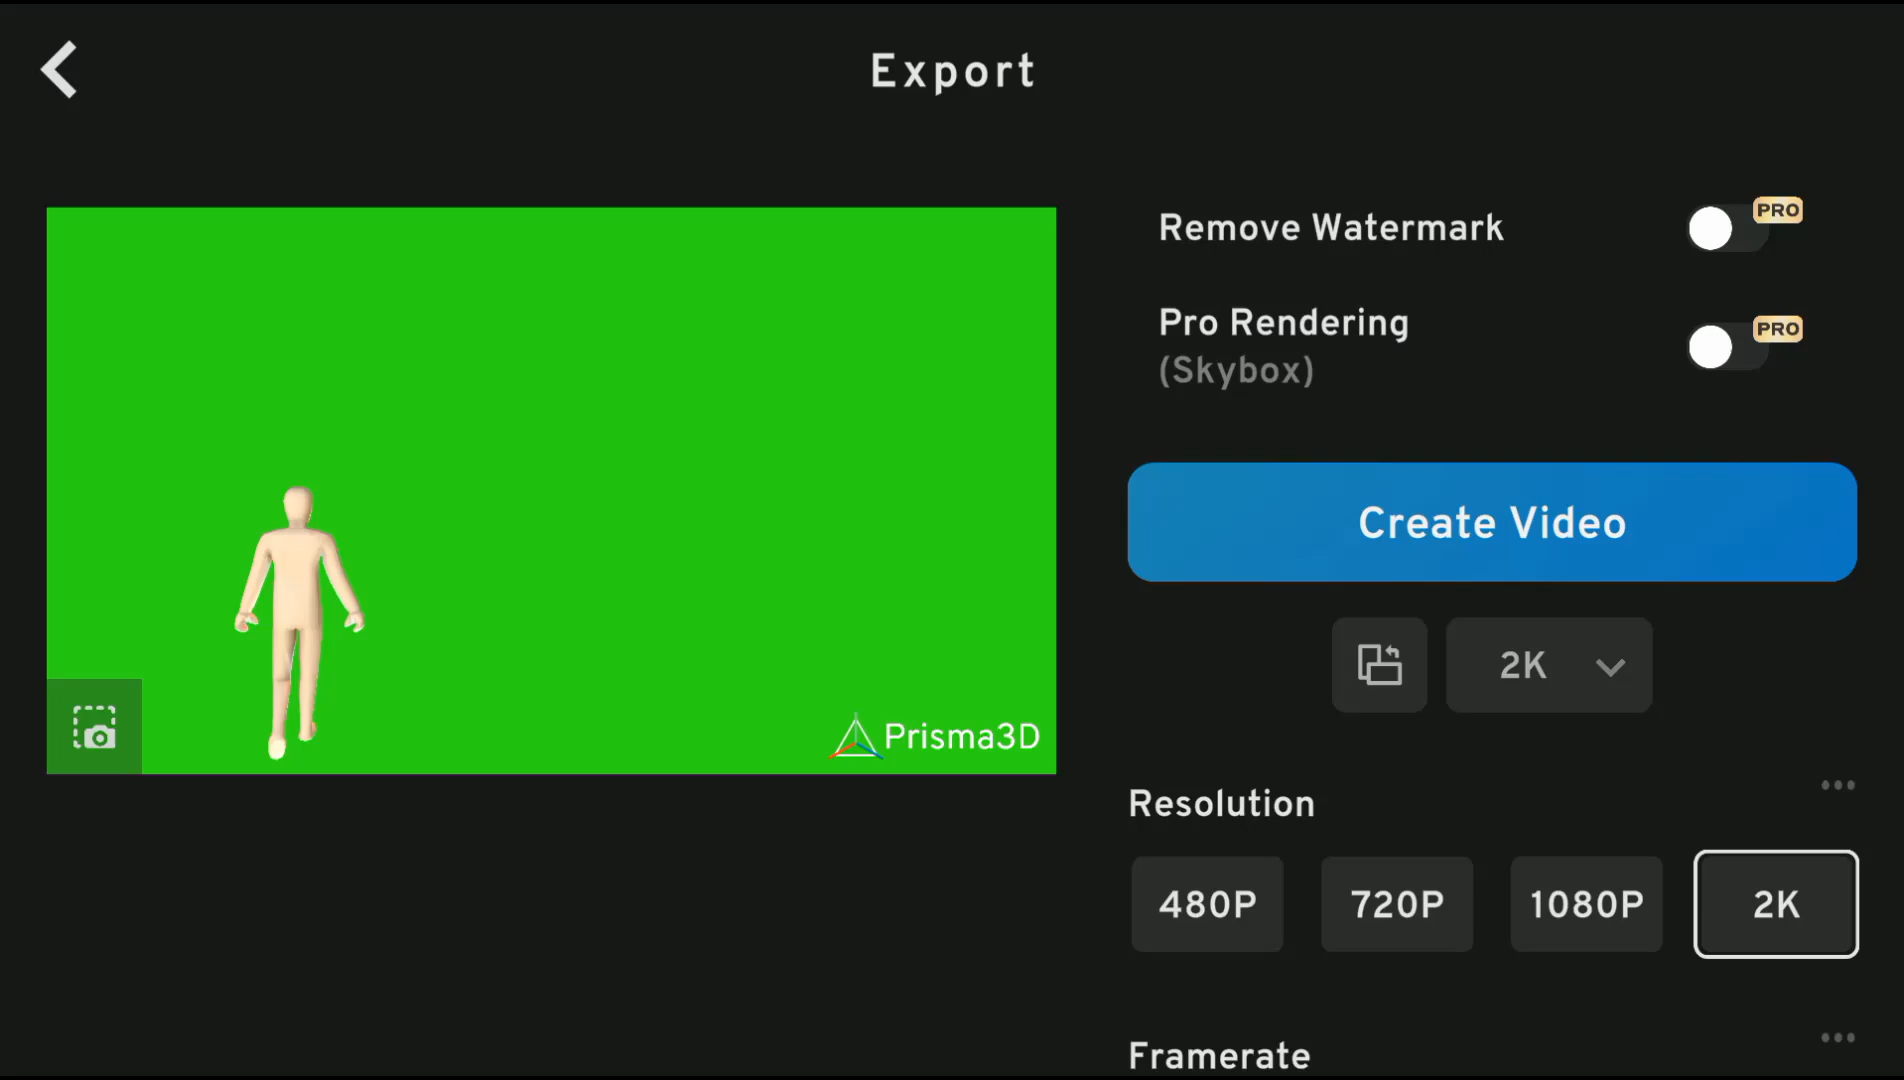 Export
Remove Watermark
PRO
Pro Rendering
PRO
(Skybox)
Create Video
2K
Prisma3D
Resolution
480P
720P
1080P
2K
Framerate